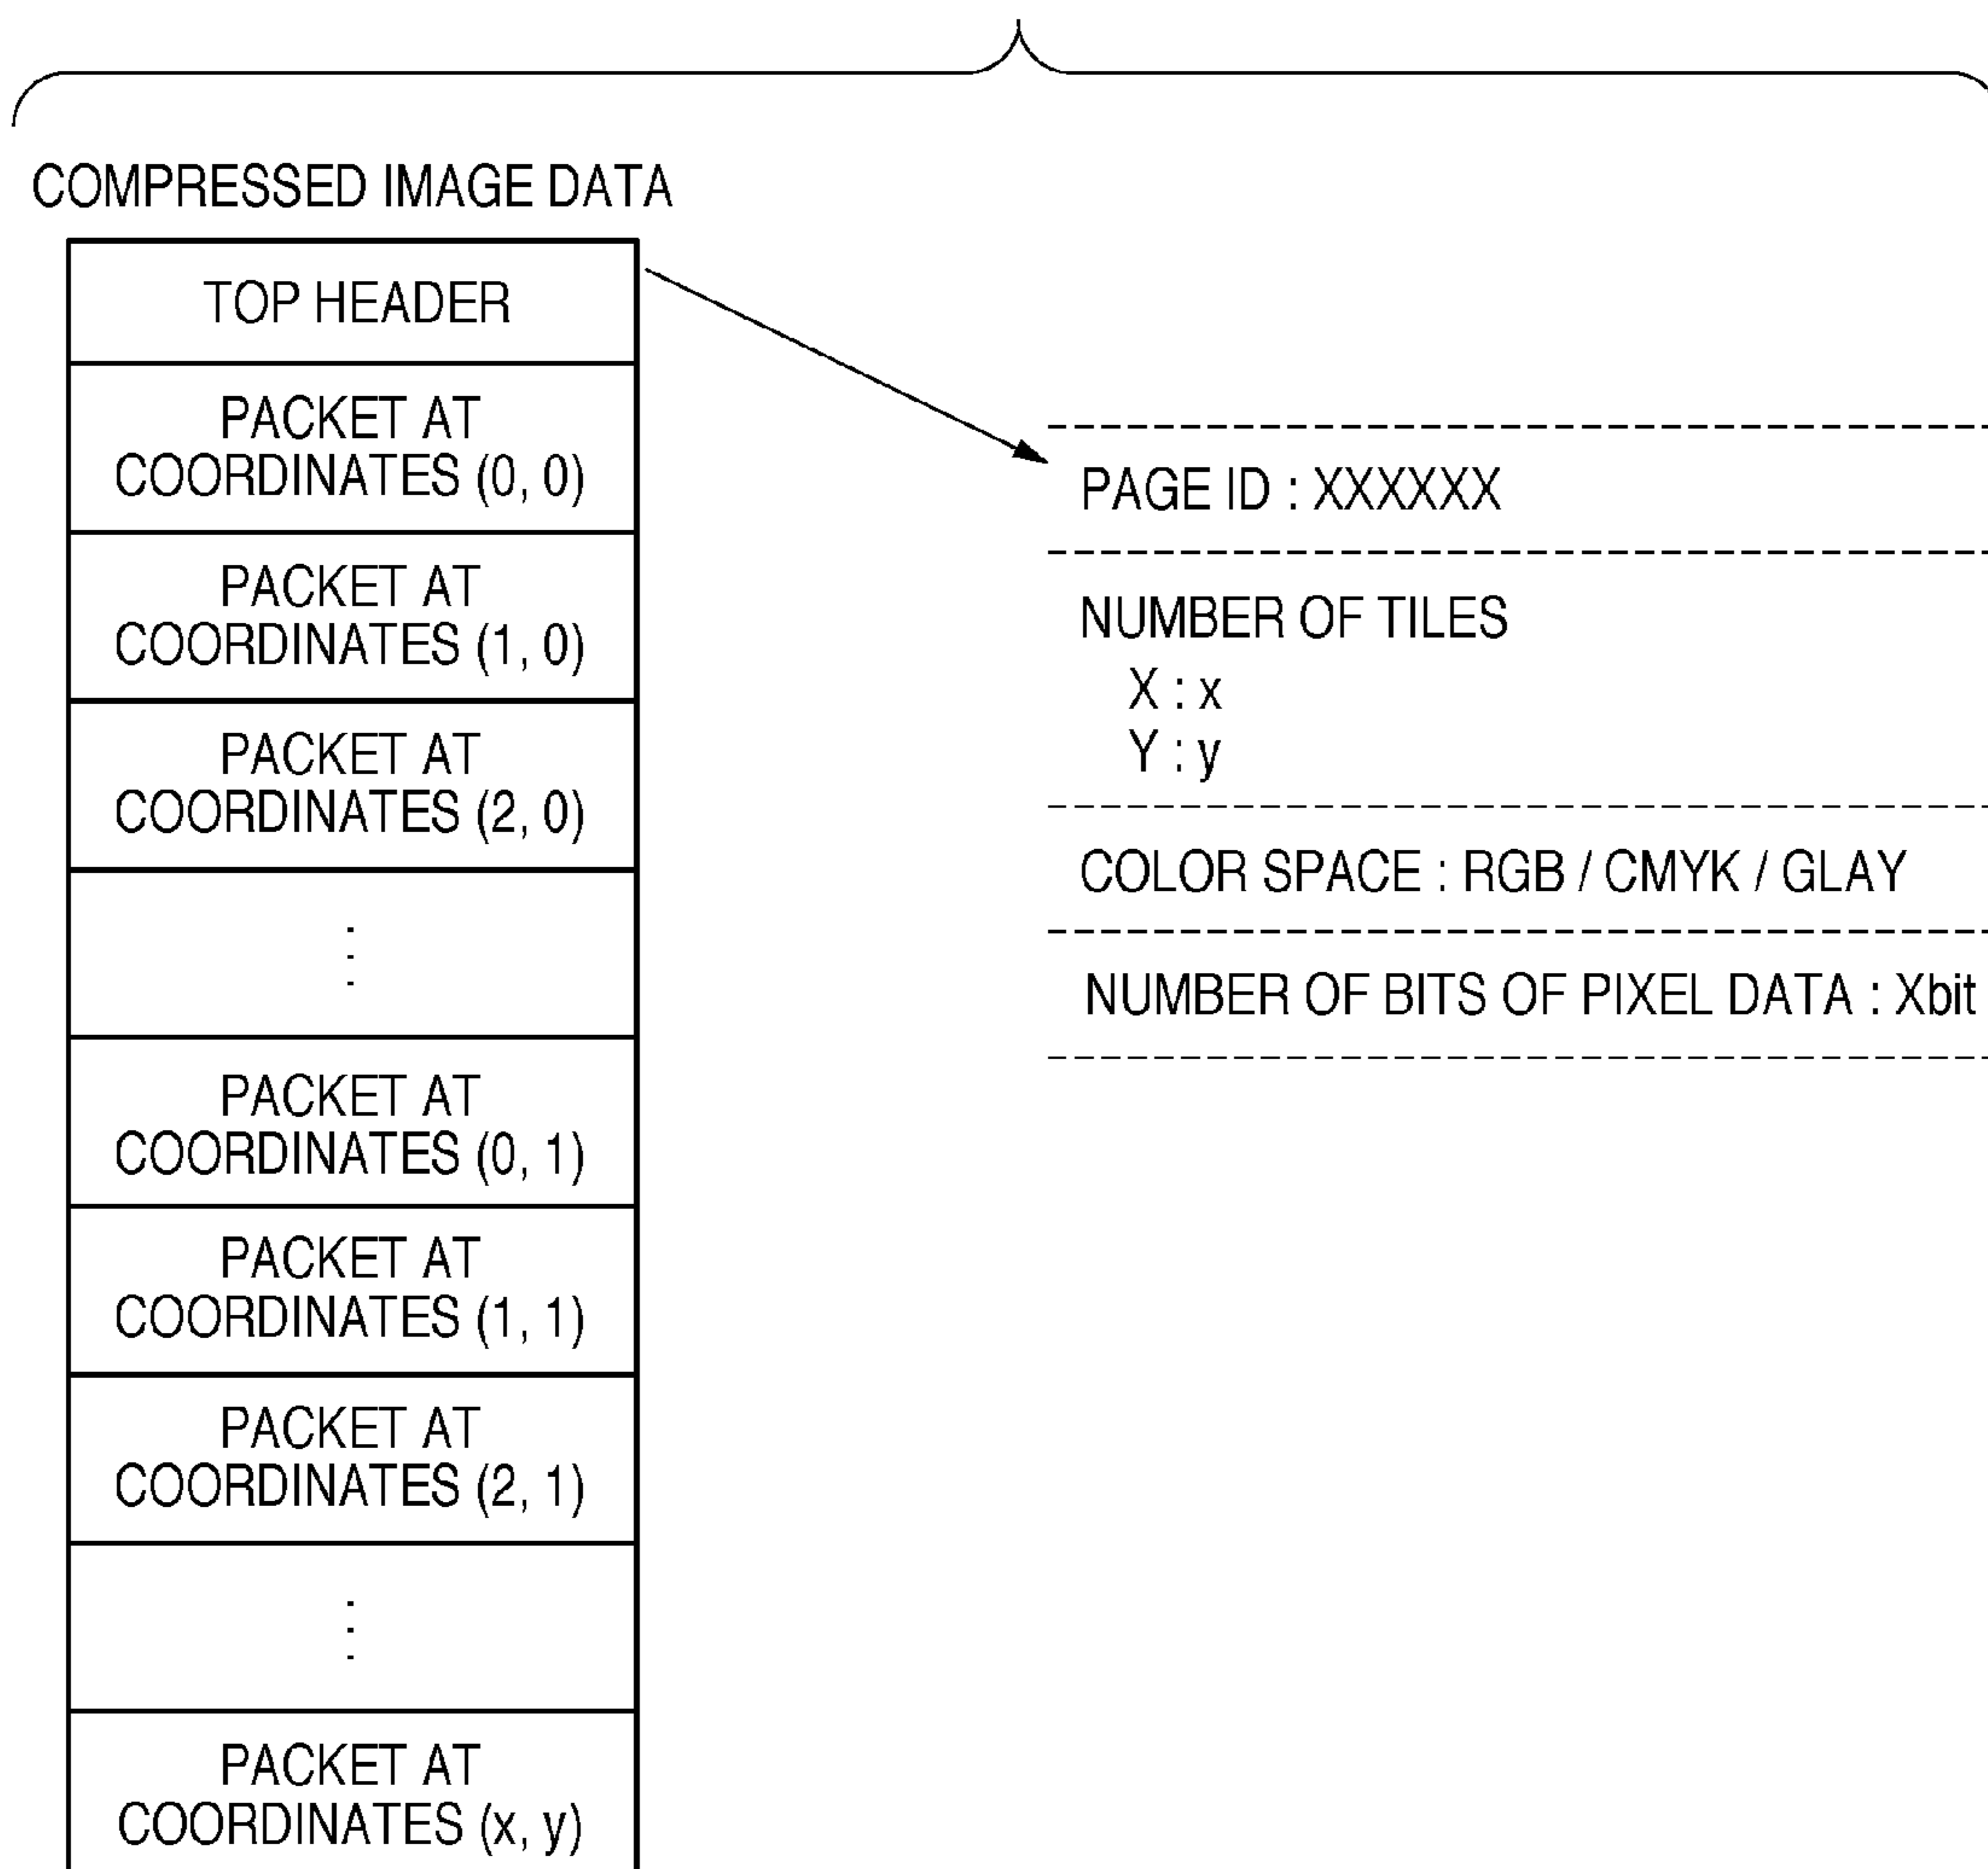 COMPRESSED IMAGE DATA
TOP HEADER
PACKET AT
COORDINATES (0, 0)
PACKET AT
COORDINATES (1, 0)
PACKET AT
COORDINATES (2, 0)
PACKET AT
COORDINATES (0, 1)
PACKET AT
COORDINATES (1, 1)
PACKET AT
COORDINATES (2, 1)
PACKET AT
COORDINATES (x, y)
PAGE ID : XXXXXX
NUMBER OF TILES
X : x
Y : y
COLOR SPACE : RGB / CMYK / GLAY
NUMBER OF BITS OF PIXEL DATA : Xbit